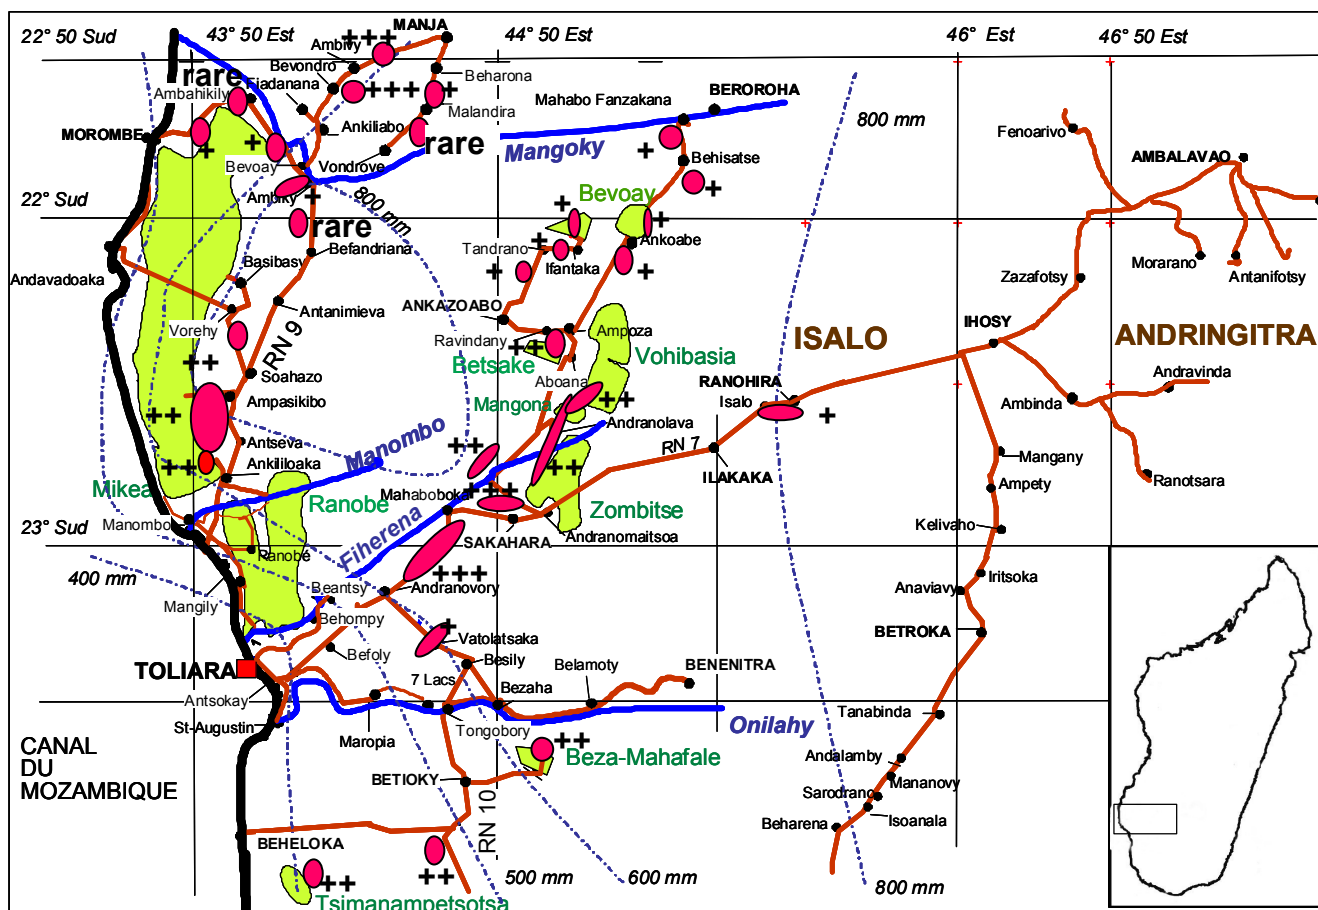 22° 50 Sud
43° 50 Est
MANJA
44° 50 Est
46° Est
46° 50 Est
+++
Ambivy
Bevondro
rare
Tjadanana
Beharona
Ambahikily
++++
+
Malandira
Mahabo Fanzakana
BEROROHA
800 mm
MOROMBE
Ankiliabo
rare
Fenoarivo
Mangoky
Behisatse
AMBALAVAO
Bevoay
Vondrove
22° Sud
Ambiky
800 mm
Bevoay
rare
Befandriana
Tandrano
Ankoabe
Ifantaka
Morarano
Antanifotsy
Basibasy
Andavadoaka
Zazafotsy
Antanimieva
ANKAZOABO
Vorehy
RN 9
Ravindany
Ampoza
ISALO
IHOSY
ANDRINGITRA
Betsake
Vohibasia
Soahazo
Aboana
RANOHIRA
Andravinda
Ampasikibo
Mangona
Isalo
Ambinda
++
Andranolava
Antseva
Manombo
RN 7
Mangany
Ankililoaka
ILAKAKA
Ranotsara
Mikea
Ranobe
Mahaboboka
Ampety
Zombitse
Manombo
Fiherena
Kelivaho
23° Sud
SAKAHARA
Andranomaitsoa
Ranobe
400 mm
+++
Iritsoka
Beantsy
Andranovory
Anaviavy
Mangily
Behompy
Vatolatsaka
BETROKA
Befoly
TOLIARA
Besily
Belamoty
BENENITRA
7 Lacs
Antsokay
Bezaha
St-Augustin
Tongobory
Onilahy
Tanabinda
Maropia
CANAL
DU
MOZAMBIQUE
++
Beza-Mahafale
Andalamby
BETIOKY
Mananovy
Sarodrano
RN 10
Isoanala
Beharena
BEHELOKA
++
++
500 mm
600 mm
800 mm
Tsimanampetsotsa